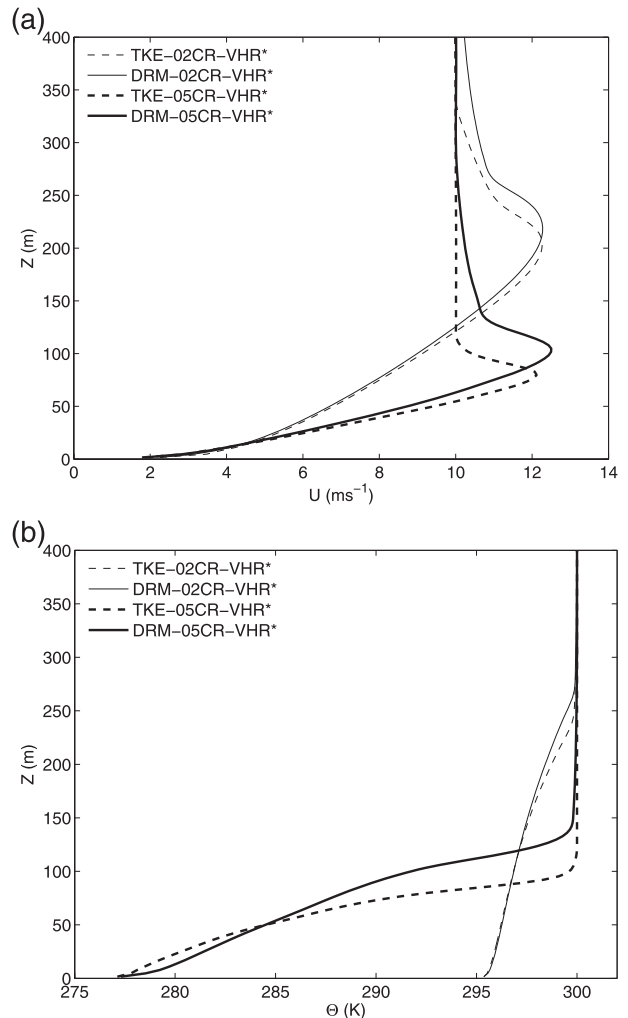 (a)
400
350
300
250
200
150
100
50
0
Z (m)
TKE−02CR−VHR*
DRM−02CR−VHR*
TKE−05CR−VHR*
DRM−05CR−VHR*
0 2 4 6 8 10 12 14
U (ms⁻¹)
(b)
400
350
300
250
200
150
100
50
0
Z (m)
TKE−02CR−VHR*
DRM−02CR−VHR*
TKE−05CR−VHR*
DRM−05CR−VHR*
275 280 285 290 295 300
Θ (K)